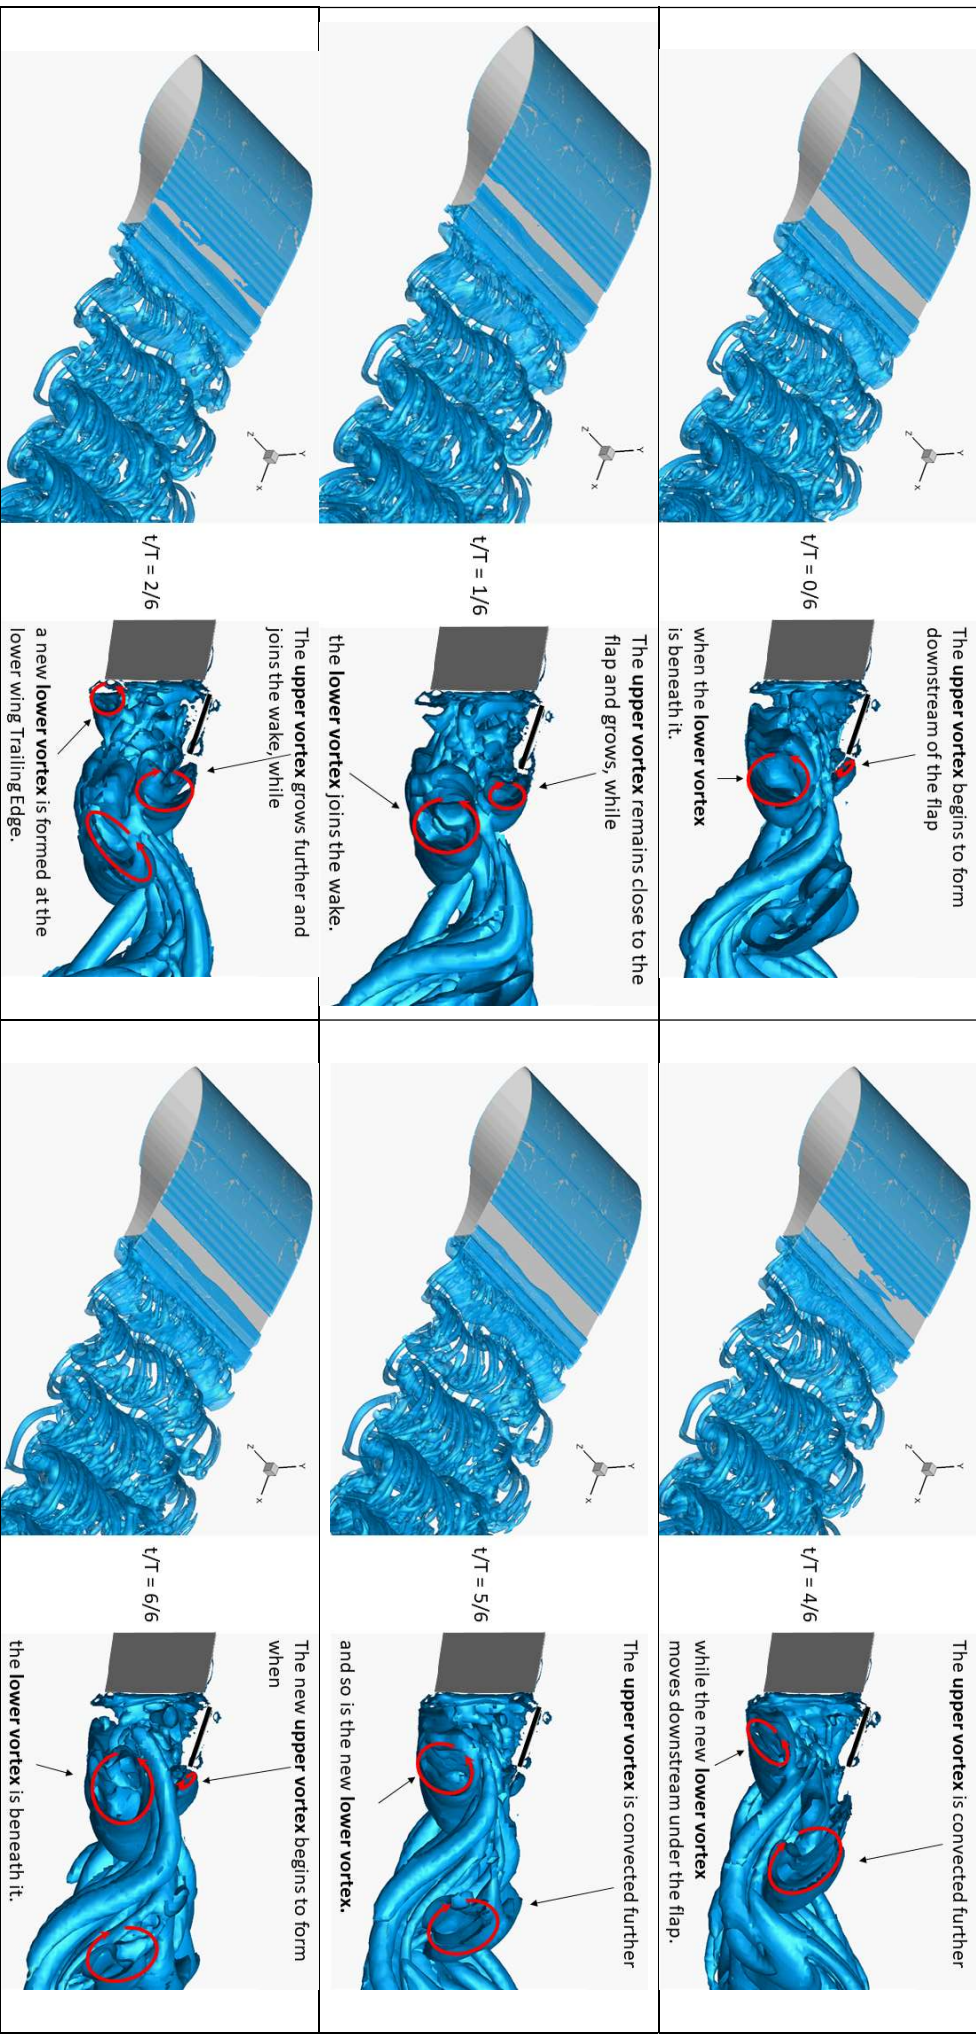 t/T = 0/6
The upper vortex begins to form
downstream of the flap
when the lower vortex
is beneath it.
Y
Z
X
t/T = 1/6
The upper vortex remains close to the
flap and grows, while
the lower vortex joins the wake.
Y
Z
X
t/T = 2/6
The upper vortex grows further and
joins the wake, while
a new lower vortex is formed at the
lower wing Trailing Edge.
Y
Z
X
t/T = 4/6
The upper vortex is convected further
while the new lower vortex
moves downstream under the flap.
Y
Z
X
t/T = 5/6
The upper vortex is convected further
and so is the new lower vortex.
Y
Z
X
t/T = 6/6
The new upper vortex begins to form
when
the lower vortex is beneath it.
Y
Z
X